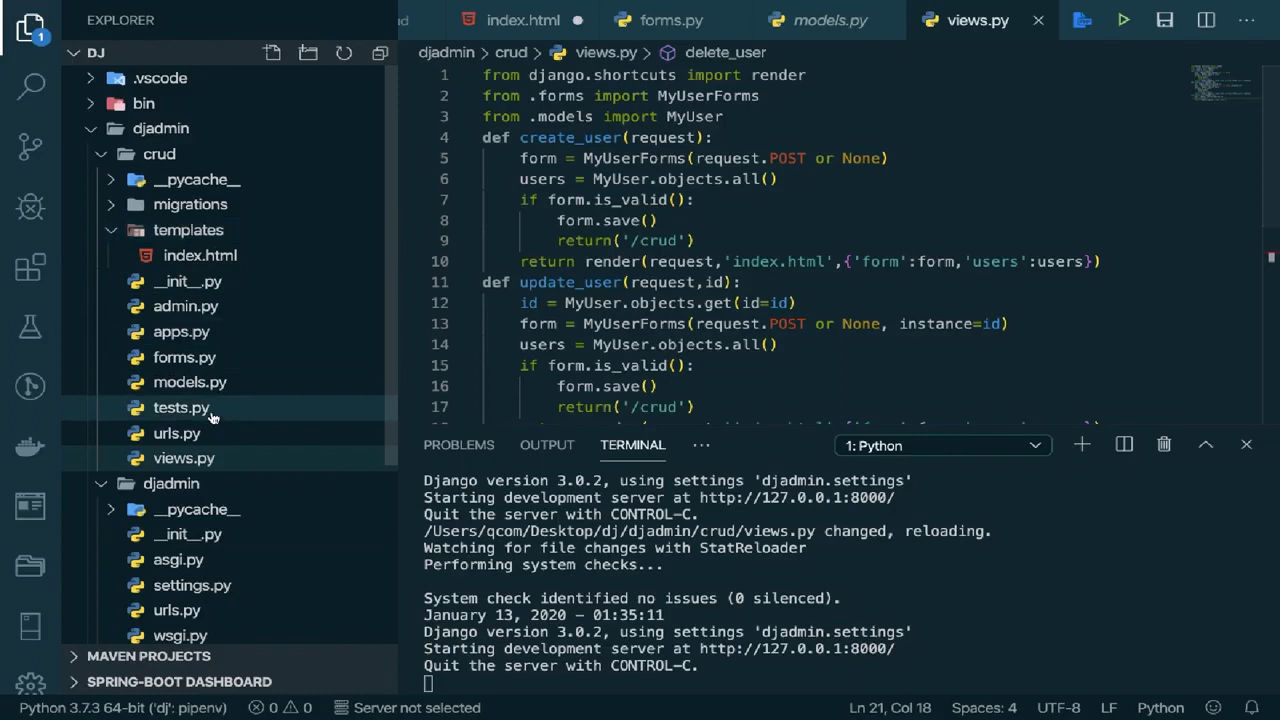 1
EXPLORER
index.html
forms.py
models.py
views.py
DJ
djadmin > crud > views.py > delete_user
.vscode
bin
djadmin
crud
__pycache__
migrations
templates
index.html
__init__.py
admin.py
apps.py
forms.py
models.py
tests.py
urls.py
views.py
djadmin
__pycache__
__init__.py
asgi.py
settings.py
urls.py
wsgi.py
MAVEN PROJECTS
SPRING-BOOT DASHBOARD
1 from django.shortcuts import render
2 from .forms import MyUserForms
3 from .models import MyUser
4 def create_user(request):
5 form = MyUserForms(request.POST or None)
6 users = MyUser.objects.all()
7 if form.is_valid():
8 form.save()
9 return('/crud')
10 return render(request,'index.html',{'form':form,'users':users})
11 def update_user(request,id):
12 id = MyUser.objects.get(id=id)
13 form = MyUserForms(request.POST or None, instance=id)
14 users = MyUser.objects.all()
15 if form.is_valid():
16 form.save()
17 return('/crud')
PROBLEMS OUTPUT TERMINAL ··· 1: Python
Django version 3.0.2, using settings 'djadmin.settings'
Starting development server at http://127.0.0.1:8000/
Quit the server with CONTROL-C.
/Users/qcom/Desktop/dj/djadmin/crud/views.py changed, reloading.
Watching for file changes with StatReloader
Performing system checks...
System check identified no issues (0 silenced).
January 13, 2020 - 01:35:11
Django version 3.0.2, using settings 'djadmin.settings'
Starting development server at http://127.0.0.1:8000/
Quit the server with CONTROL-C.
Python 3.7.3 64-bit ('dj': pipenv) 0 0 Server not selected Ln 21, Col 18 Spaces: 4 UTF-8 LF Python